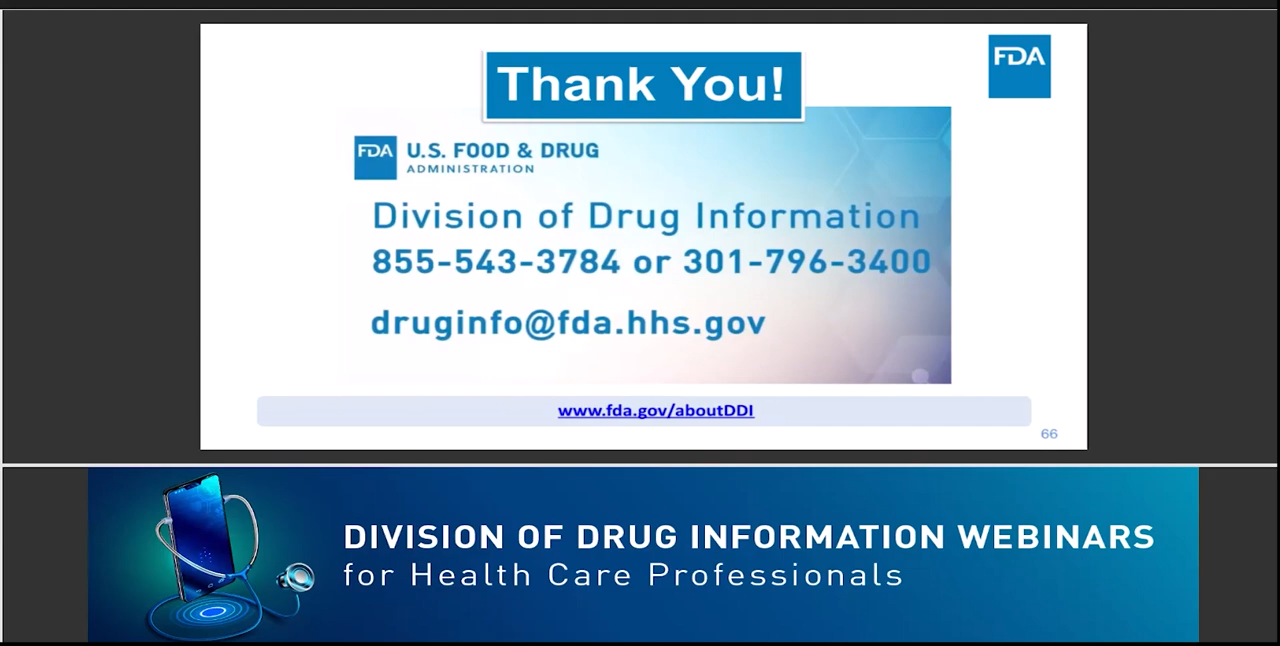 Thank You!
FDA
FDA U.S. FOOD & DRUG
ADMINISTRATION
Division of Drug Information
855-543-3784 or 301-796-3400
druginfo@fda.hhs.gov
www.fda.gov/aboutDDI
66
DIVISION OF DRUG INFORMATION WEBINARS
for Health Care Professionals